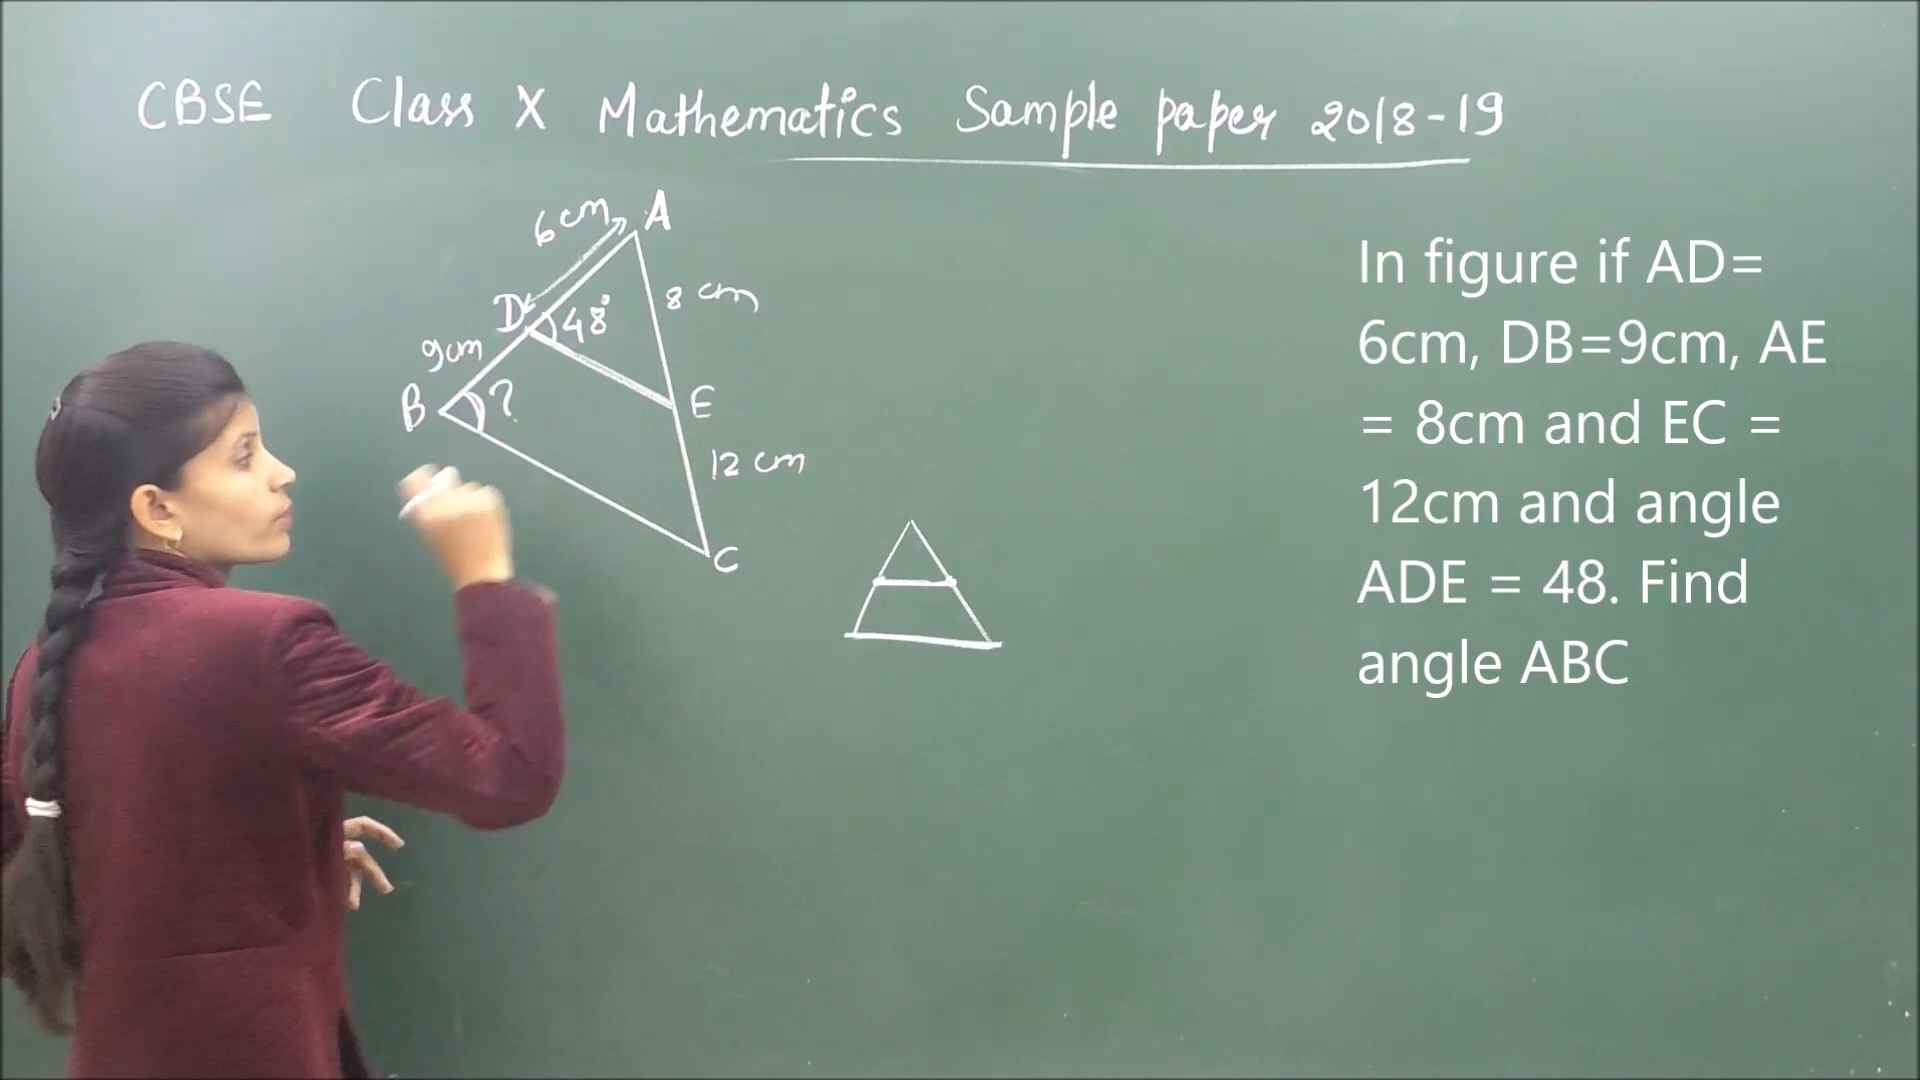 CBSE Class X Mathematics Sample paper 2018-19
6cm A
8 cm
D 48°
9cm
B ? E
12 cm
C
In figure if AD=
6cm, DB=9cm, AE
= 8cm and EC =
12cm and angle
ADE = 48. Find
angle ABC